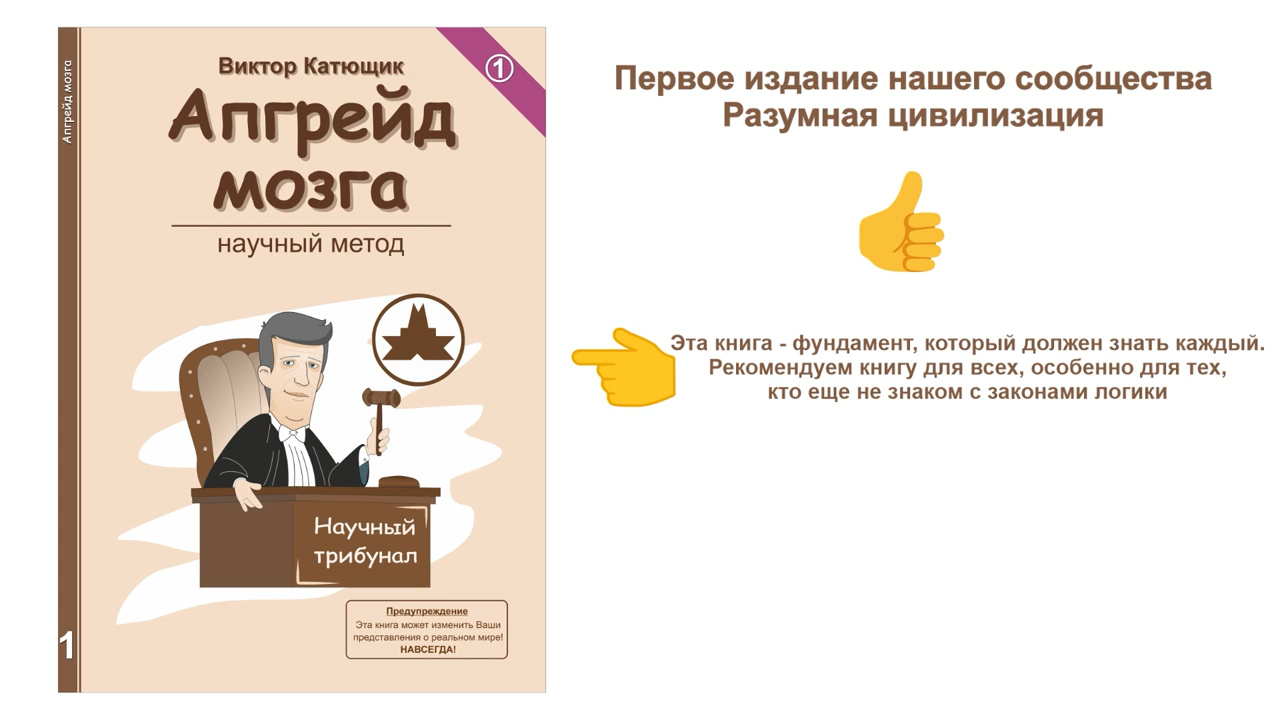 Апгрейд мозга
1
Виктор Катющик
1
Апгрейд
мозга
научный метод
Научный
трибунал
Предупреждение
Эта книга может изменить Ваши
представления о реальном мире!
НАВСЕГДА!
Первое издание нашего сообщества
Разумная цивилизация
Эта книга - фундамент, который должен знать каждый.
Рекомендуем книгу для всех, особенно для тех,
кто еще не знаком с законами логики